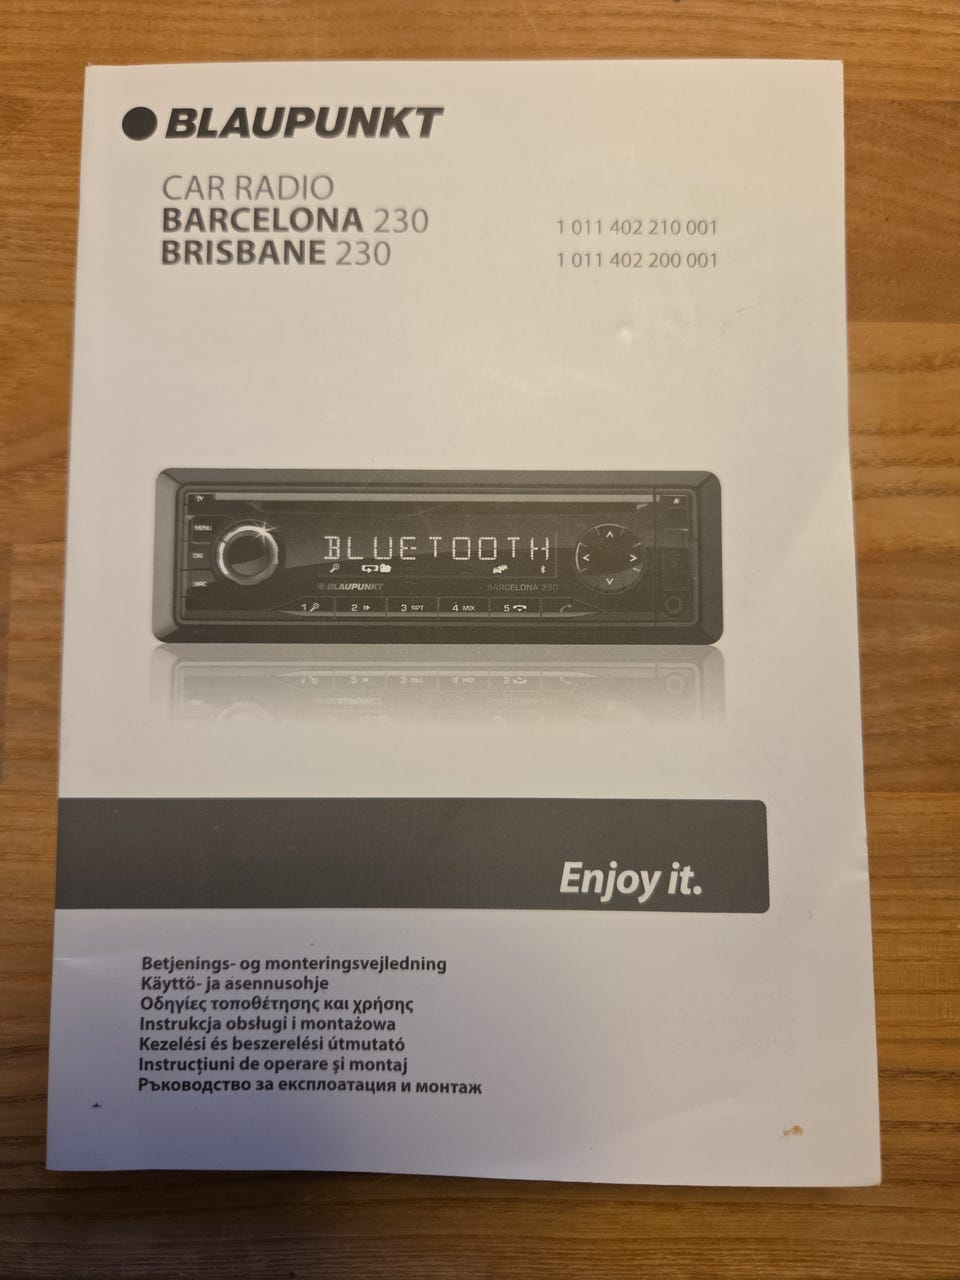 BLAUPUNKT
CAR RADIO
BARCELONA 230 1 011 402 210 001
BRISBANE 230 1 011 402 200 001
MENU
DIS
SRC
BLUETOOTH
BLAUPUNKT BARCELONA 230
1 2 3 RPT 4 MIX 5
Enjoy it.
Betjenings- og monteringsvejledning
Käyttö- ja asennusohje
Οδηγίες τοποθέτησης και χρήσης
Instrukcja obsługi i montażowa
Kezelési és beszerelési útmutató
Instrucţiuni de operare şi montaj
Ръководство за експлоатация и монтаж